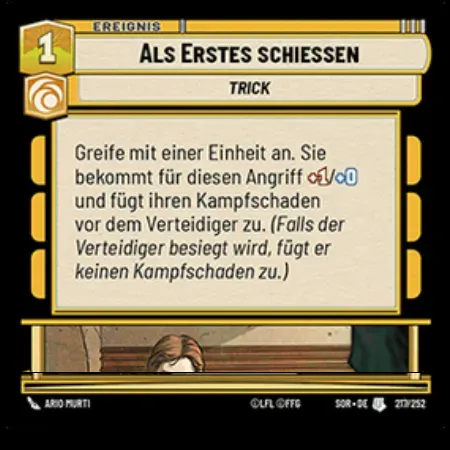 EREIGNIS
1
ALS ERSTES SCHIESSEN
TRICK
Greife mit einer Einheit an. Sie
bekommt für diesen Angriff +1/+0
und fügt ihren Kampfschaden
vor dem Verteidiger zu. (Falls der
Verteidiger besiegt wird, fügt er
keinen Kampfschaden zu.)
ARIO MURTI
©LFL ©FFG
SOR • DE
217/252